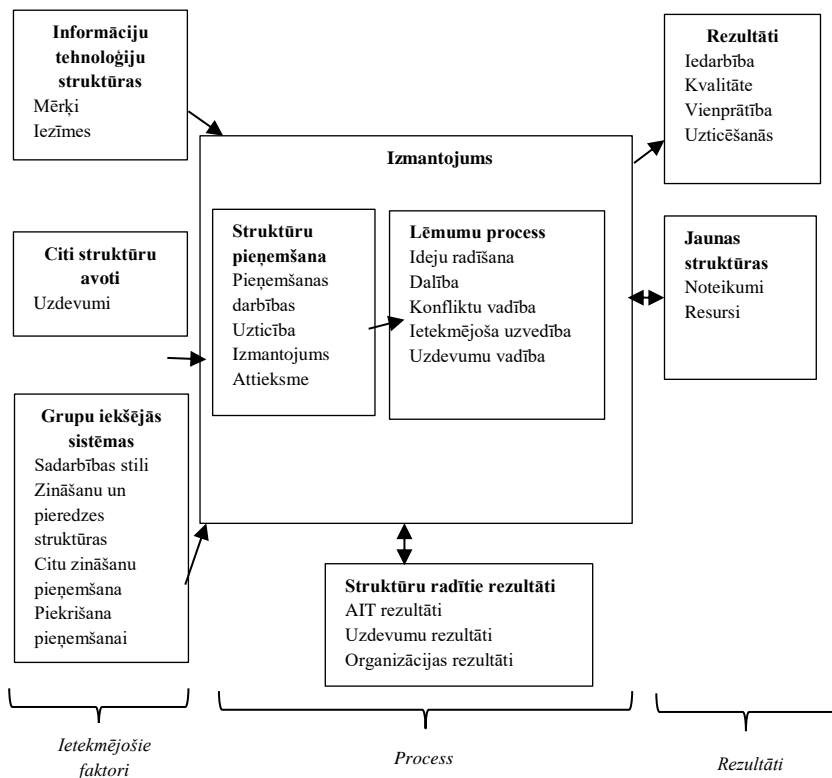 Informāciju
tehnoloģiju
struktūras
Mērķi
Iezīmes
Citi struktūru
avoti
Uzdevumi
Grupu iekšējās
sistēmas
Sadarbības stili
Zināšanu un
pieredzes
struktūras
Citu zināšanu
pieņemšana
Piekrišana
pieņemšanai
Izmantojums
Struktūru
pieņemšana
Pieņemšanas
darbības
Uzticība
Izmantojums
Attieksme
Lēmumu process
Ideju radīšana
Dalība
Konfliktu vadība
Ietekmējoša uzvedība
Uzdevumu vadība
Struktūru radītie rezultāti
AIT rezultāti
Uzdevumu rezultāti
Organizācijas rezultāti
Rezultāti
Iedarbība
Kvalitāte
Vienprātība
Uzticēšanās
Jaunas
struktūras
Noteikumi
Resursi
Ietekmējošie
faktori
Process
Rezultāti